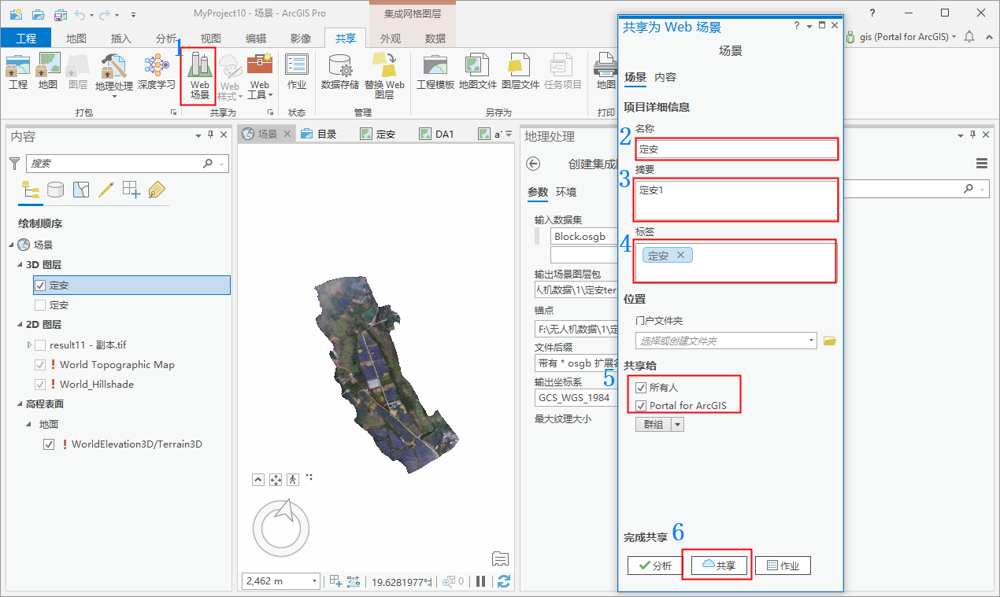 MyProject10 - 场景 - ArcGIS Pro
集成网格图层
?
工程
地图
插入
分析
视图
编辑
影像
共享
外观
数据
gis (Portal for ArcGIS)
1
工程
地图
图层
地理处理
深度学习
Web
场景
Web
样式
Web
工具
作业
数据存储
替换 Web
图层
工程模板
地图文件
图层文件
任务项目
地图
打包
共享为
状态
管理
另存为
打印
内容
搜索
绘制顺序
场景
3D 图层
定安
定安
2D 图层
result11 - 副本.tif
World Topographic Map
World_Hillshade
高程表面
地面
WorldElevation3D/Terrain3D
场景
目录
定安
DA1
2,462 m
19.6281977°
0
地理处理
创建集成
参数
环境
输入数据集
Block.osgb
输出场景图层包
人机数据\1\定安ter
锚点
F:\无人机数据\1\定
文件后缀
带有 * osgb 扩展名
输出坐标系
GCS_WGS_1984
最大纹理大小
共享为 Web 场景
?
场景
场景
内容
项目详细信息
2
名称
定安
3
摘要
定安1
4
标签
定安
位置
门户文件夹
选择或创建文件夹
共享给
5
所有人
Portal for ArcGIS
群组
完成共享
6
分析
共享
作业